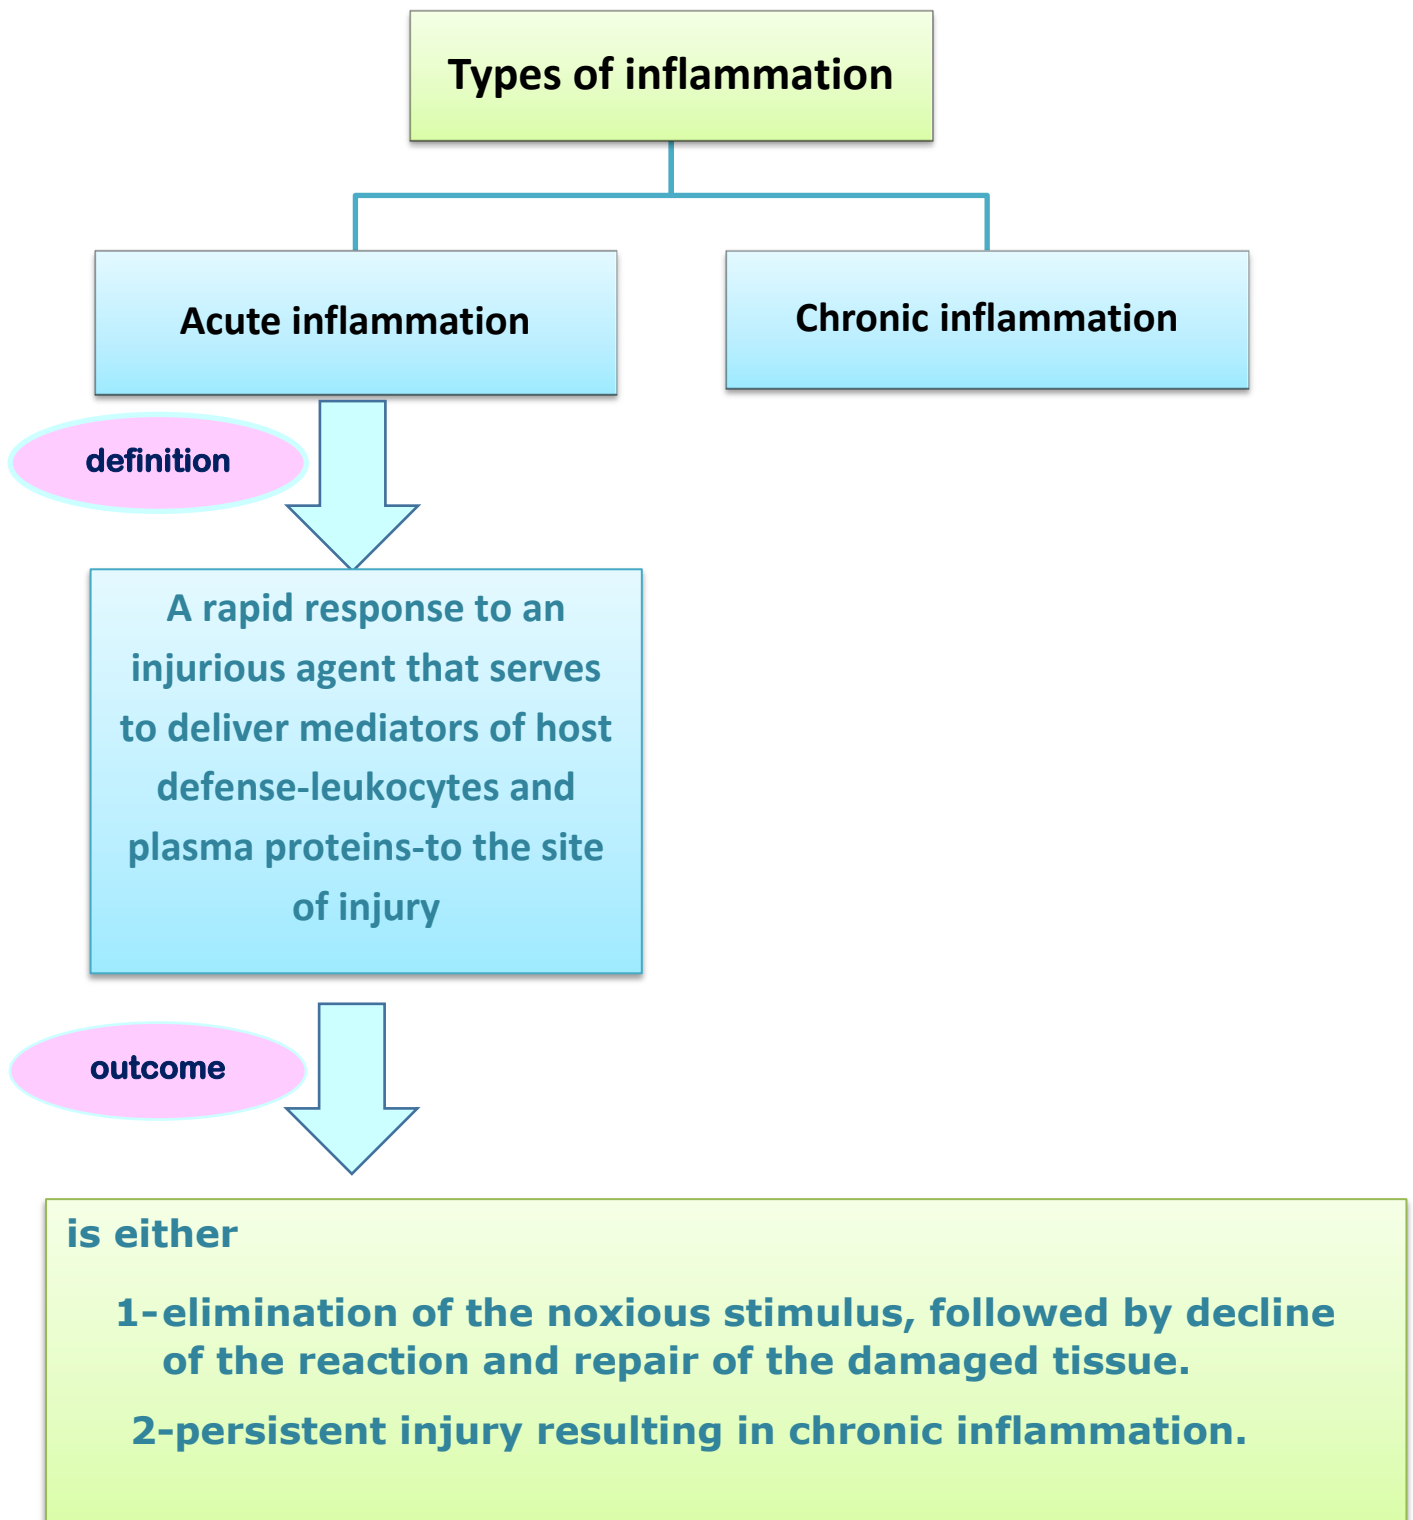 Types of inflammation
Acute inflammation
Chronic inflammation
definition
A rapid response to an
injurious agent that serves
to deliver mediators of host
defense-leukocytes and
plasma proteins-to the site
of injury
outcome
is either
1-elimination of the noxious stimulus, followed by decline
of the reaction and repair of the damaged tissue.
2-persistent injury resulting in chronic inflammation.